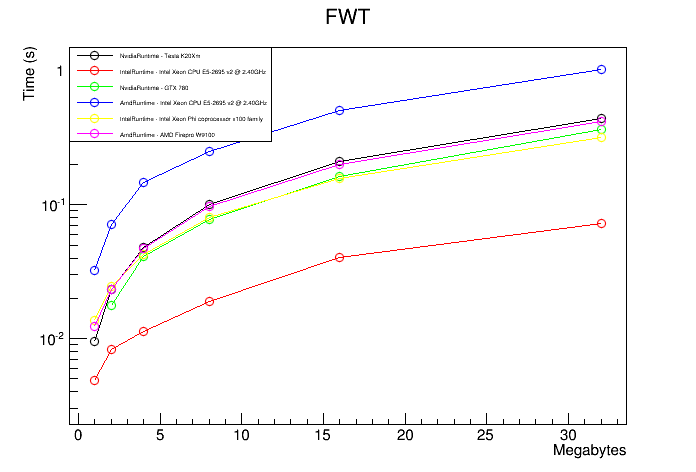 FWT
Time (s)
NvidiaRuntime - Tesla K20Xm
IntelRuntime - Intel Xeon CPU E5-2695 v2 @ 2.40GHz
NvidiaRuntime - GTX 780
AmdRuntime - Intel Xeon CPU E5-2695 v2 @ 2.40GHz
IntelRuntime - Intel Xeon Phi coprocessor x100 family
AmdRuntime - AMD Firepro W9100
1
10⁻¹
10⁻²
0 5 10 15 20 25 30
Megabytes